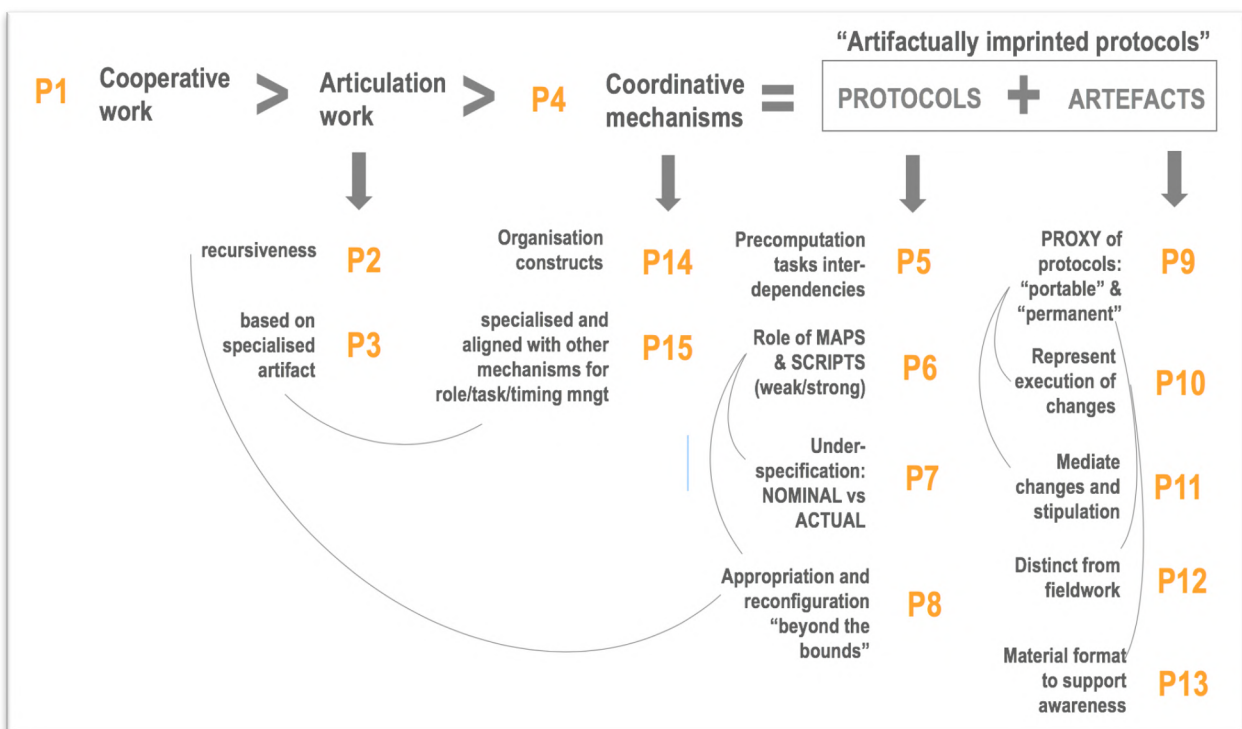 “Artifactually imprinted protocols”
P1
Cooperative
work
>
Articulation
work
>
P4
Coordinative
mechanisms
=
PROTOCOLS + ARTEFACTS
recursiveness
P2
based on
specialised
artifact
P3
Organisation
constructs
P14
specialised and
aligned with other
mechanisms for
role/task/timing mngt
P15
Precomputation
tasks inter-
dependencies
P5
Role of MAPS
& SCRIPTS
(weak/strong)
P6
Under-
specification:
NOMINAL vs
ACTUAL
P7
Appropriation and
reconfiguration
“beyond the
bounds”
P8
PROXY of
protocols:
“portable” &
“permanent”
P9
Represent
execution of
changes
P10
Mediate
changes and
stipulation
P11
Distinct from
fieldwork
P12
Material format
to support
awareness
P13